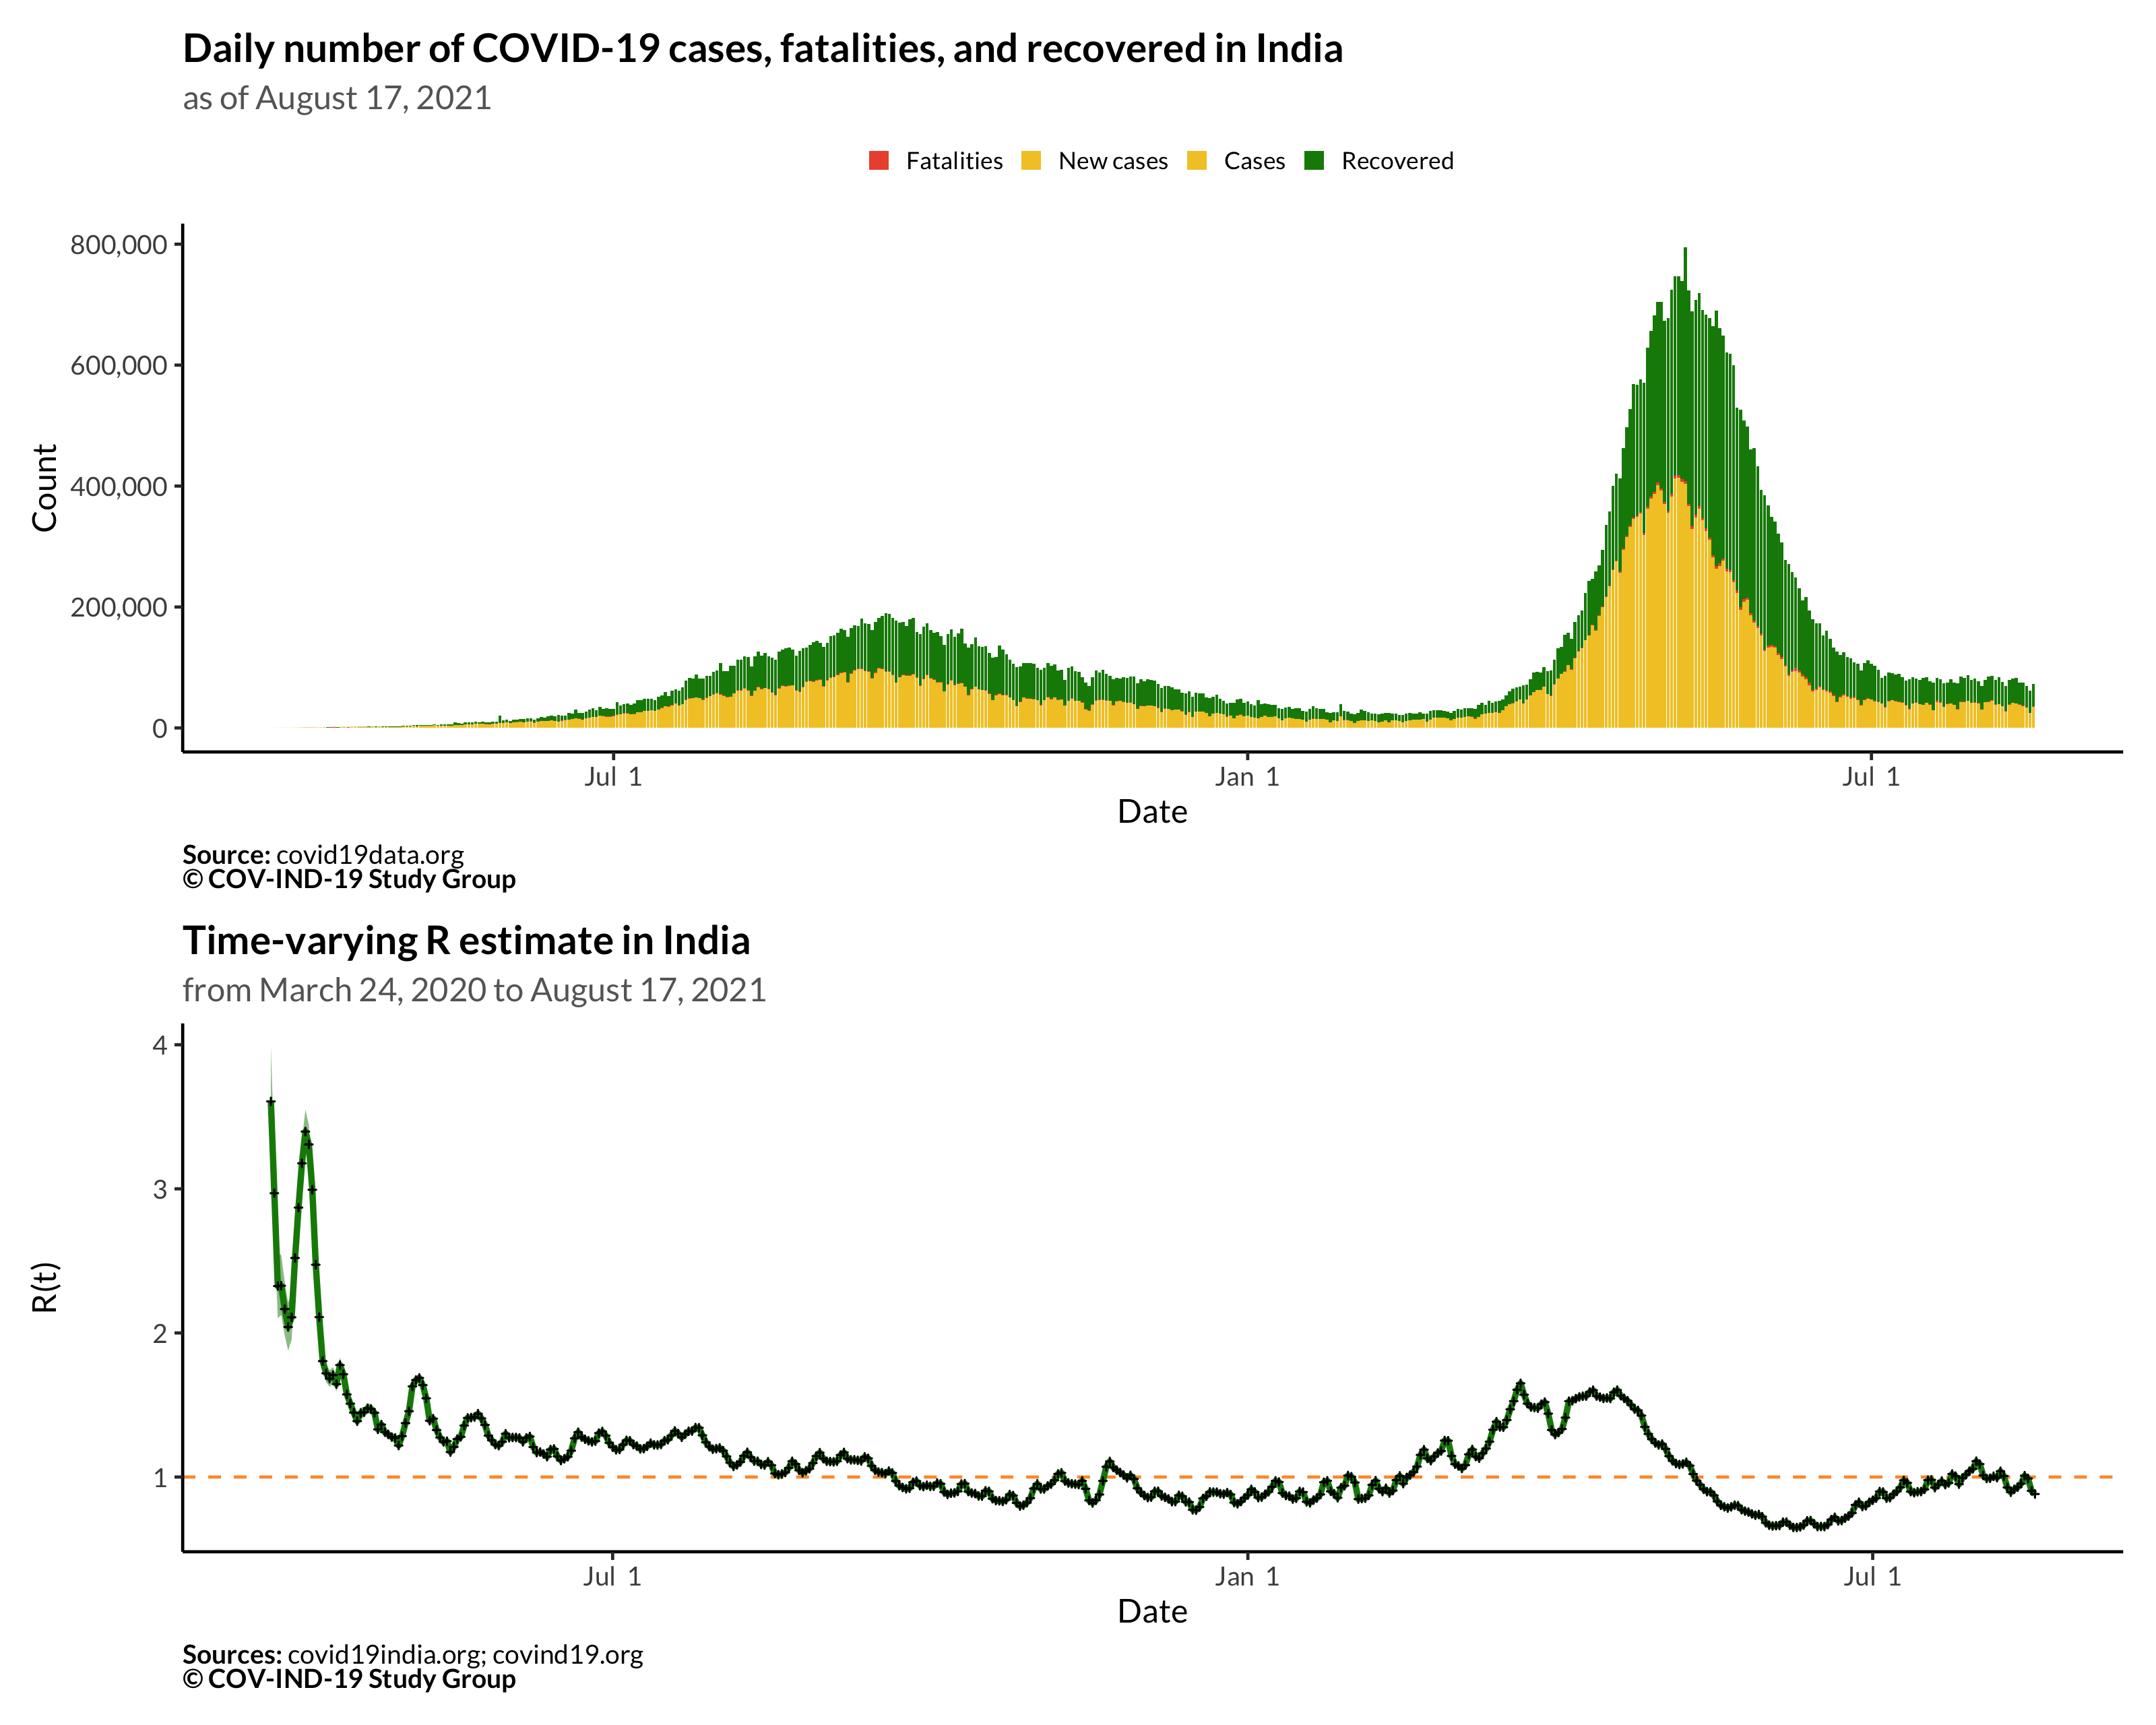 Daily number of COVID-19 cases, fatalities, and recovered in India
as of August 17, 2021
Fatalities New cases Cases Recovered
800,000
600,000
400,000
200,000
0
Count
Jul 1 Jan 1 Jul 1
Date
Source: covid19data.org
© COV-IND-19 Study Group
Time-varying R estimate in India
from March 24, 2020 to August 17, 2021
4
3
2
1
R(t)
Jul 1 Jan 1 Jul 1
Date
Sources: covid19india.org; covind19.org
© COV-IND-19 Study Group